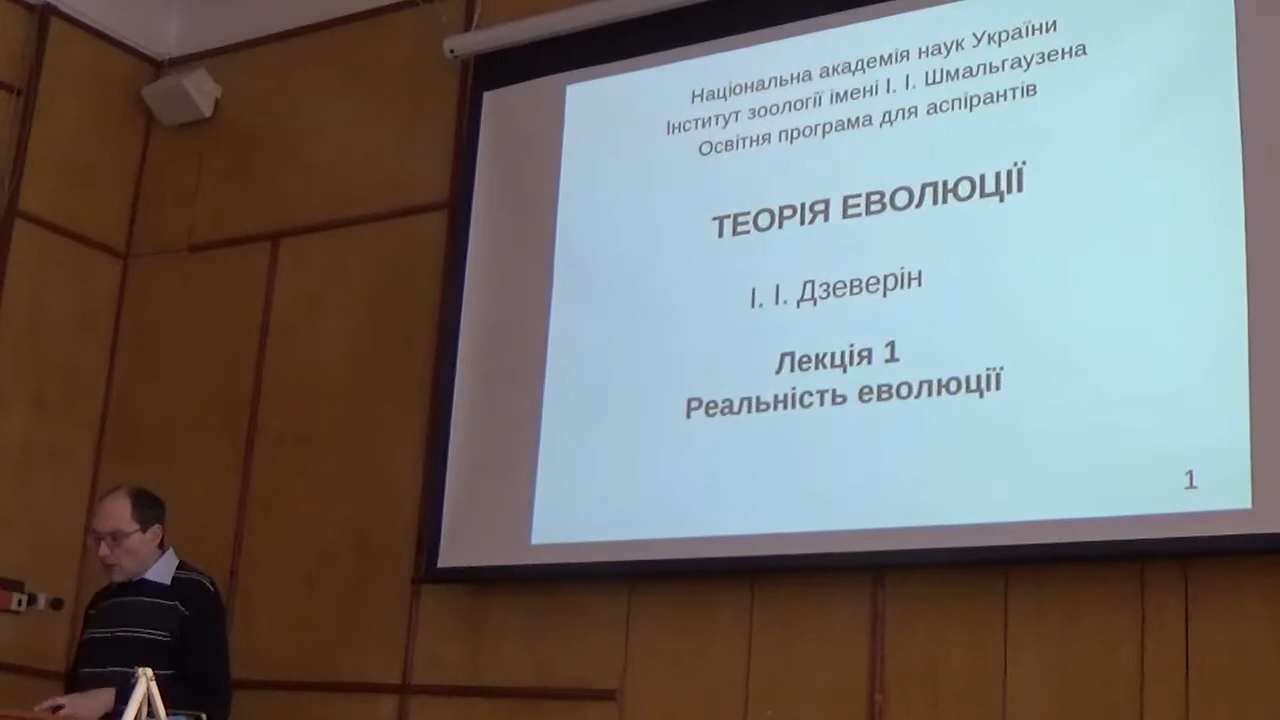 Національна академія наук України
Інститут зоології імені І. І. Шмальгаузена
Освітня програма для аспірантів
ТЕОРІЯ ЕВОЛЮЦІЇ
І. І. Дзеверін
Лекція 1
Реальність еволюції
1